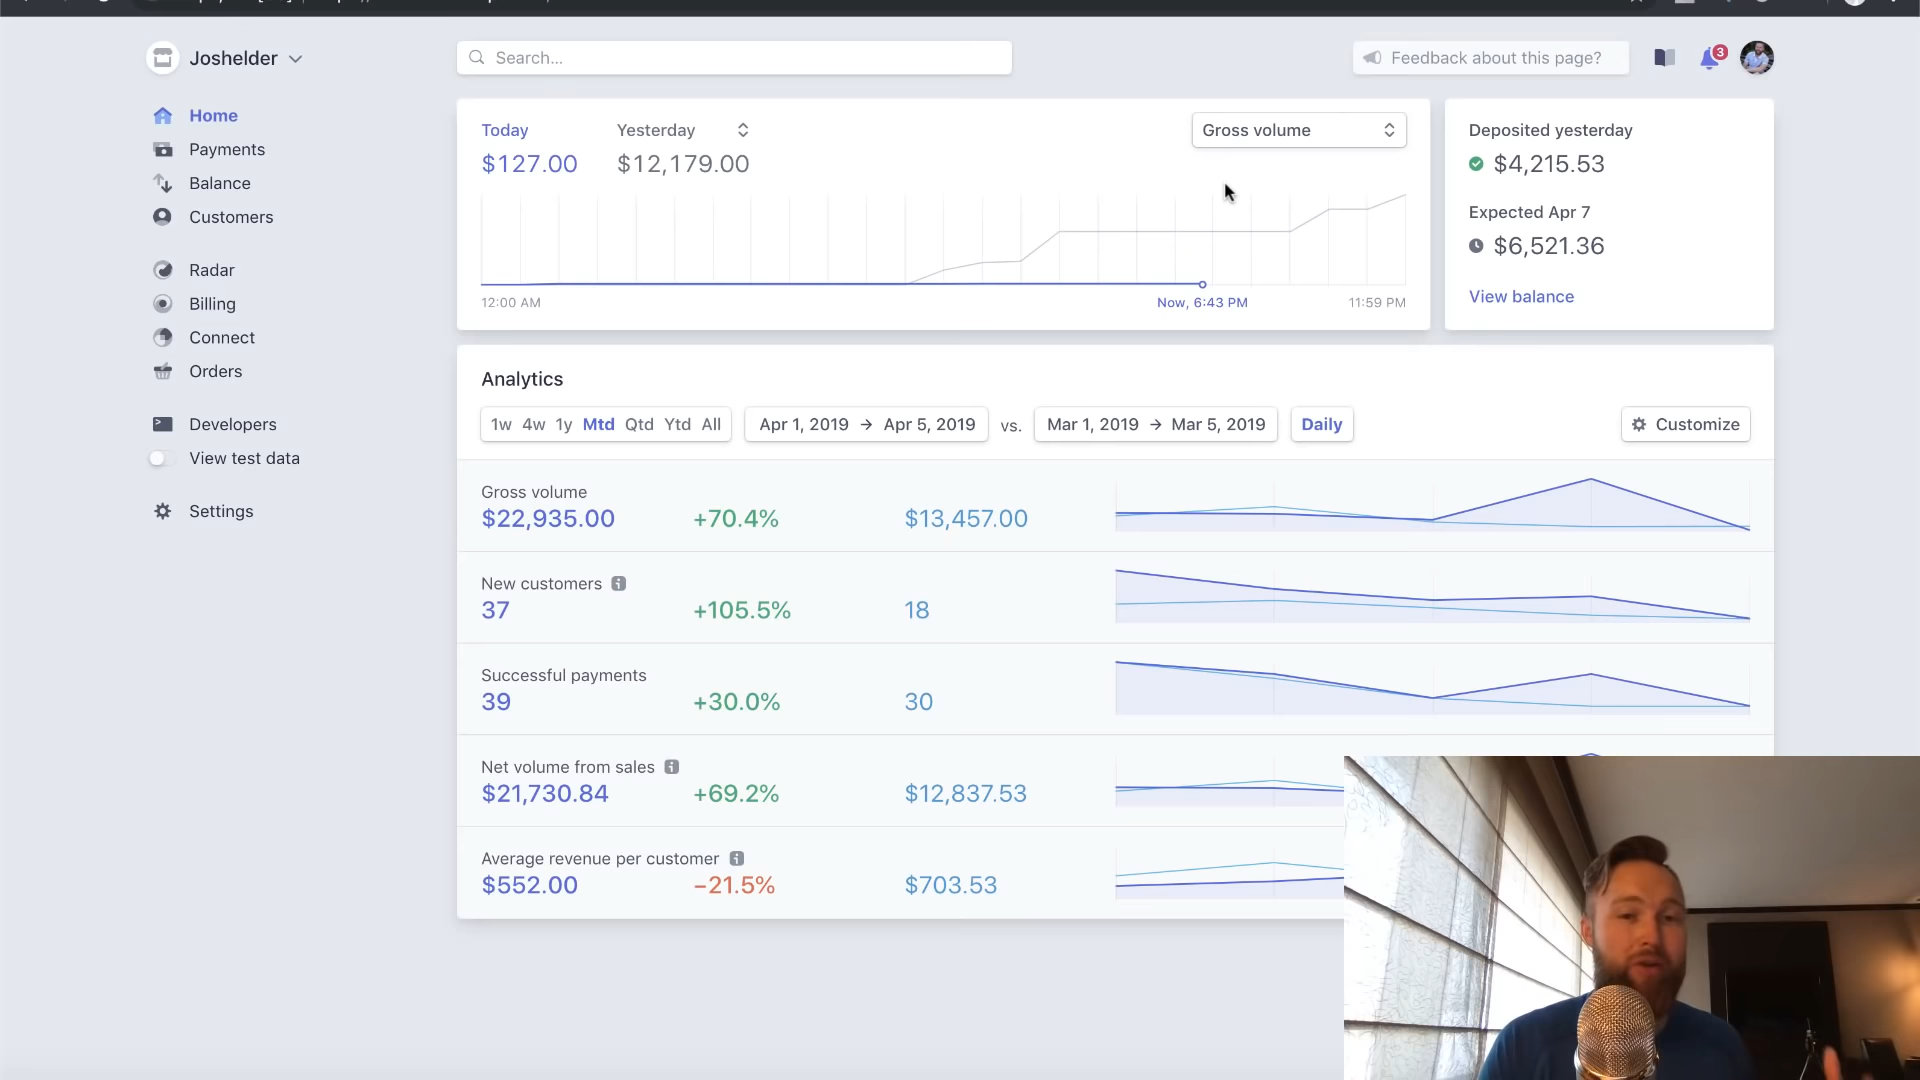 Joshelder
Search...
Feedback about this page?
3
Home
Payments
Balance
Customers
Radar
Billing
Connect
Orders
Developers
View test data
Settings
Today
$127.00
Yesterday
$12,179.00
Gross volume
12:00 AM
Now, 6:43 PM
11:59 PM
Deposited yesterday
$4,215.53
Expected Apr 7
$6,521.36
View balance
Analytics
1w 4w 1y Mtd Qtd Ytd All
Apr 1, 2019 → Apr 5, 2019
vs.
Mar 1, 2019 → Mar 5, 2019
Daily
Customize
Gross volume
$22,935.00 +70.4% $13,457.00
New customers
37 +105.5% 18
Successful payments
39 +30.0% 30
Net volume from sales
$21,730.84 +69.2% $12,837.53
Average revenue per customer
$552.00 −21.5% $703.53